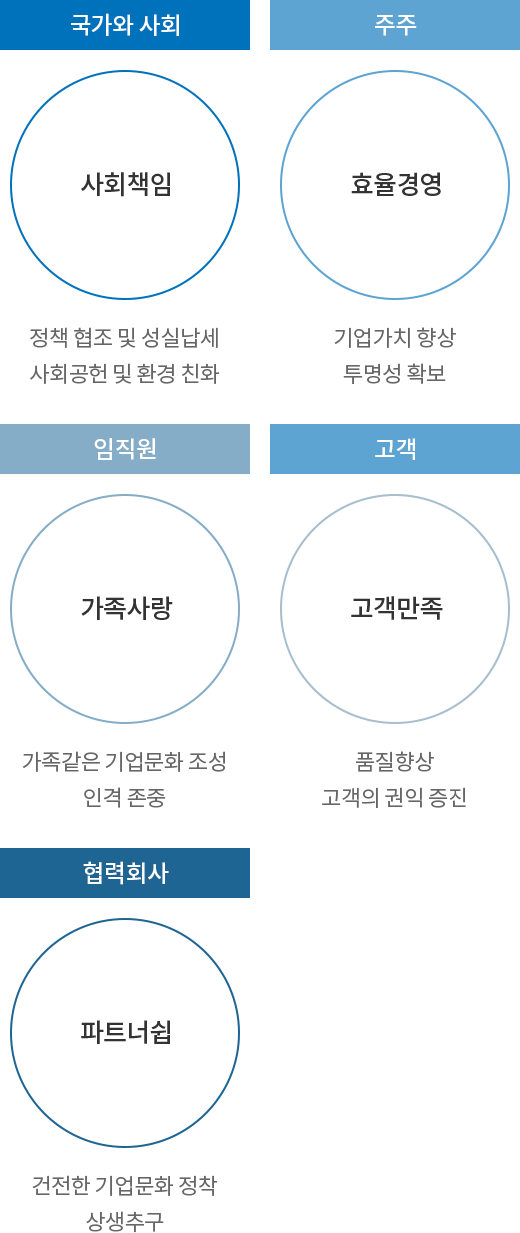 국가와 사회
사회책임
정책 협조 및 성실납세
사회공헌 및 환경 친화
주주
효율경영
기업가치 향상
투명성 확보
임직원
가족사랑
가족같은 기업문화 조성
인격 존중
고객
고객만족
품질향상
고객의 권익 증진
협력회사
파트너쉽
건전한 기업문화 정착
상생추구